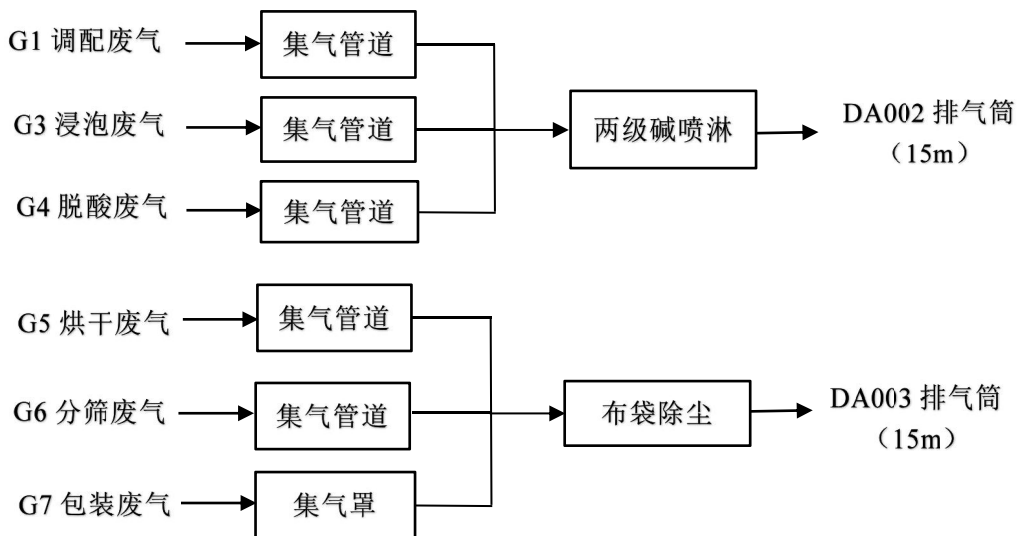 G1 调配废气
集气管道
G3 浸泡废气
集气管道
两级碱喷淋
DA002 排气筒
（15m）
G4 脱酸废气
集气管道
G5 烘干废气
集气管道
G6 分筛废气
集气管道
布袋除尘
DA003 排气筒
（15m）
G7 包装废气
集气罩